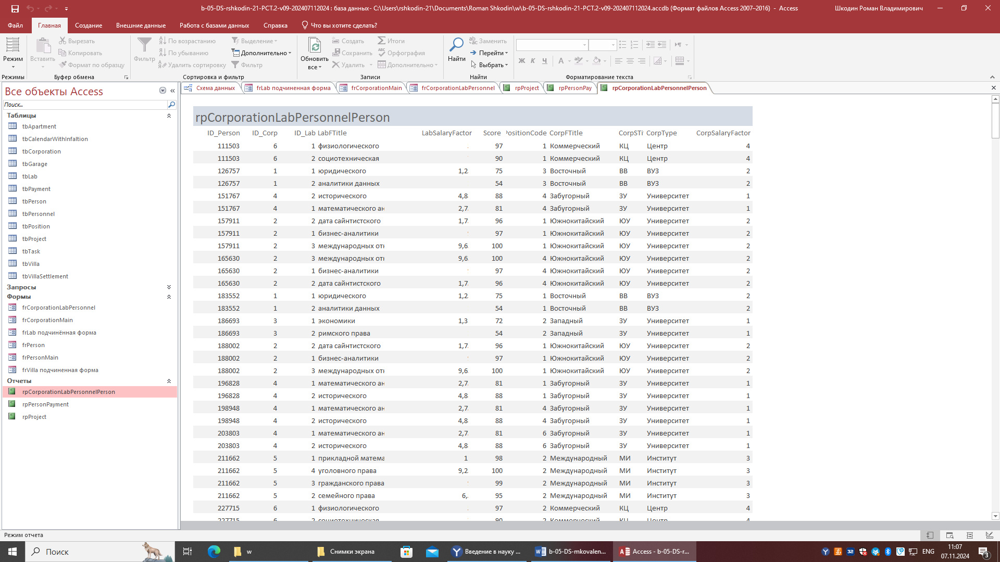 b-05-DS-rshkodin-21-PCT.2-v09-202407112024 : база данных- C:\Users\rshkodin-21\Documents\Roman Shkodin\w\b-05-DS-rshkodin-21-PCT.2-v09-202407112024.accdb (Формат файлов Access 2007–2016) - Access
Шкодин Роман Владимирович
Файл Главная Создание Внешние данные Работа с базами данных Справка Что вы хотите сделать?
Режим
Вставить
Вырезать
Копировать
Формат по образцу
Фильтр
По возрастанию
По убыванию
Удалить сортировку
Выделение
Дополнительно
Фильтр
Обновить все
Создать
Сохранить
Удалить
Итоги
Орфография
Дополнительно
Найти
Заменить
Перейти
Выбрать
Ж К Ч
Режимы Буфер обмена Сортировка и фильтр Записи Найти Форматирование текста
Все объекты Access
Поиск...
Таблицы
tbApartment
tbCalendarWithInfaltion
tbCorporation
tbGarage
tbLab
tbPayment
tbPerson
tbPersonnel
tbPosition
tbProject
tbTask
tbVilla
tbVillaSettlement
Запросы
Формы
frCorporationLabPersonnel
frCorporationMain
frLab подчинённая форма
frPerson
frPersonMain
frVilla подчиненная форма
Отчеты
rpCorporationLabPersonnelPerson
rpPersonPayment
rpProject
Схема данных frLab подчиненная форма frCorporationMain frCorporationLabPersonnel rpProject rpPersonPay rpCorporationLabPersonnelPerson
rpCorporationLabPersonnelPerson
ID_Person ID_Corp ID_Lab LabFTitle LabSalaryFactor Score PositionCode CorpFTitle CorpSTi CorpType CorpSalaryFactor
111503 6 1 физиологического 97 1 Коммерческий КЦ Центр 4
111503 6 2 социотехническая 90 1 Коммерческий КЦ Центр 4
126757 1 1 юридического 1,2 75 3 Восточный ВВ ВУЗ 2
126757 1 2 аналитики данных 54 3 Восточный ВВ ВУЗ 2
151767 4 2 исторического 4,8 88 4 Забугорный ЗУ Университет 1
151767 4 1 математического ан 2,7 81 4 Забугорный ЗУ Университет 1
157911 2 2 дата сайнтистского 1,7 96 1 Южнокитайский ЮУ Университет 2
157911 2 1 бизнес-аналитики 97 1 Южнокитайский ЮУ Университет 2
157911 2 3 международных отн 9,6 100 1 Южнокитайский ЮУ Университет 2
165630 2 3 международных отн 9,6 100 4 Южнокитайский ЮУ Университет 2
165630 2 1 бизнес-аналитики 97 4 Южнокитайский ЮУ Университет 2
165630 2 2 дата сайнтистского 1,7 96 4 Южнокитайский ЮУ Университет 2
183552 1 1 юридического 1,2 75 1 Восточный ВВ ВУЗ 2
183552 1 2 аналитики данных 54 1 Восточный ВВ ВУЗ 2
186693 3 1 экономики 1,3 72 2 Западный ЗУ Университет 1
186693 3 2 римского права 54 2 Западный ЗУ Университет 1
188002 2 2 дата сайнтистского 1,7 96 1 Южнокитайский ЮУ Университет 2
188002 2 1 бизнес-аналитики 97 1 Южнокитайский ЮУ Университет 2
188002 2 3 международных отн 9,6 100 1 Южнокитайский ЮУ Университет 2
196828 4 1 математического ан 2,7 81 1 Забугорный ЗУ Университет 1
196828 4 2 исторического 4,8 88 1 Забугорный ЗУ Университет 1
198948 4 1 математического ан 2,7 81 4 Забугорный ЗУ Университет 1
198948 4 2 исторического 4,8 88 4 Забугорный ЗУ Университет 1
203803 4 1 математического ан 2,7 81 6 Забугорный ЗУ Университет 1
203803 4 2 исторического 4,8 88 6 Забугорный ЗУ Университет 1
211662 5 1 прикладной матема 1 98 2 Международный МИ Институт 3
211662 5 4 уголовного права 9,2 100 2 Международный МИ Институт 3
211662 5 3 гражданского права 99 2 Международный МИ Институт 3
211662 5 2 семейного права 6, 95 2 Международный МИ Институт 3
227715 6 1 физиологического 97 2 Коммерческий КЦ Центр 4
227715 6 2 социотехническая 90 2 Коммерческий КЦ Центр 4
Режим отчета
Поиск w Снимки экрана Введение в науку ... b-05-DS-mkovalen... Access - b-05-DS-r... ENG 11:07
07.11.2024 3